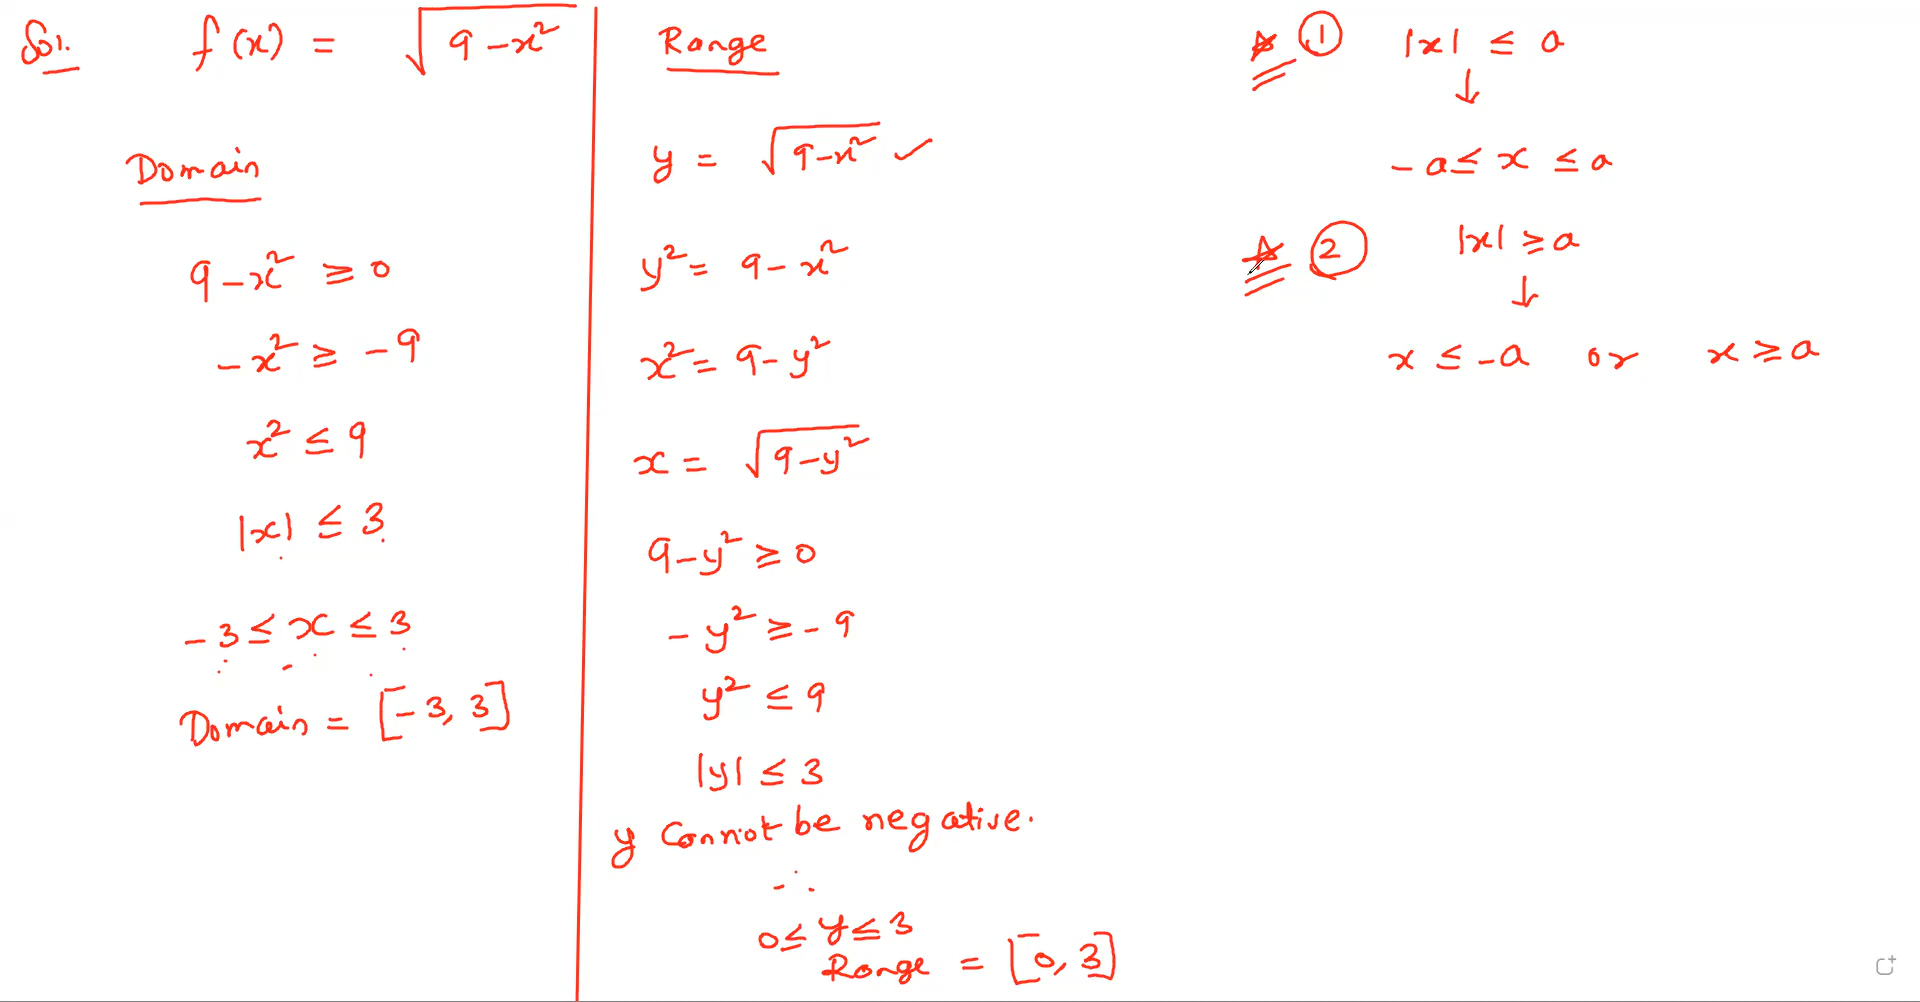 Sol. f(x) = √(9-x²)
Domain
9-x² ≥ 0
-x² ≥ -9
x² ≤ 9
|x| ≤ 3
-3 ≤ x ≤ 3
Domain = [-3, 3]
Range
y = √(9-x²) ✓
y² = 9-x²
x² = 9-y²
x = √(9-y²)
9-y² ≥ 0
-y² ≥ -9
y² ≤ 9
|y| ≤ 3
y cannot be negative.
∴
0 ≤ y ≤ 3
Range = [0, 3]
☆ ① |x| ≤ a
↓
-a ≤ x ≤ a
☆ ② |x| ≥ a
↓
x ≤ -a or x ≥ a